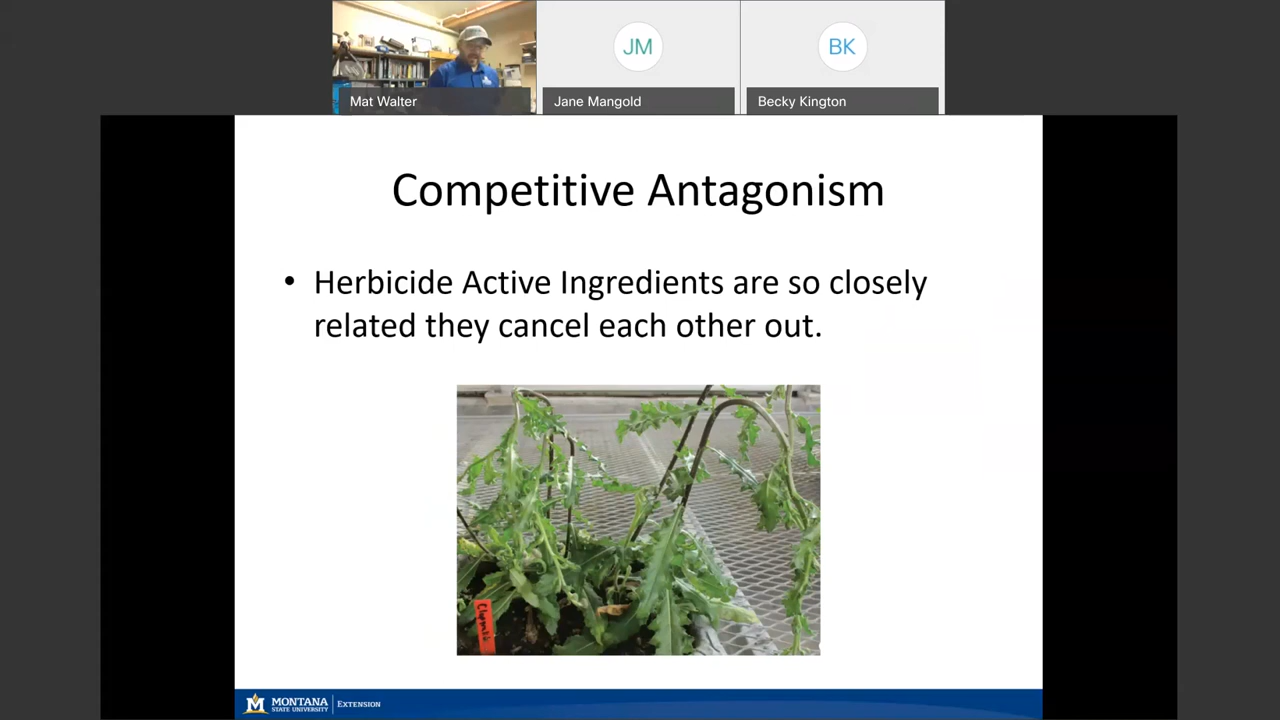 JM
BK
Mat Walter
Jane Mangold
Becky Kington
Competitive Antagonism
• Herbicide Active Ingredients are so closely
related they cancel each other out.
M MONTANA
STATE UNIVERSITY
EXTENSION